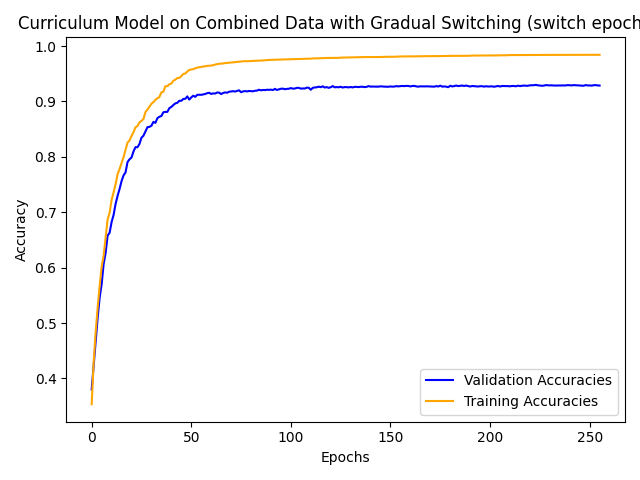 Curriculum Model on Combined Data with Gradual Switching (switch epoch
1.0
0.9
0.8
0.7
0.6
0.5
0.4
Accuracy
0
50
100
150
200
250
Epochs
Validation Accuracies
Training Accuracies